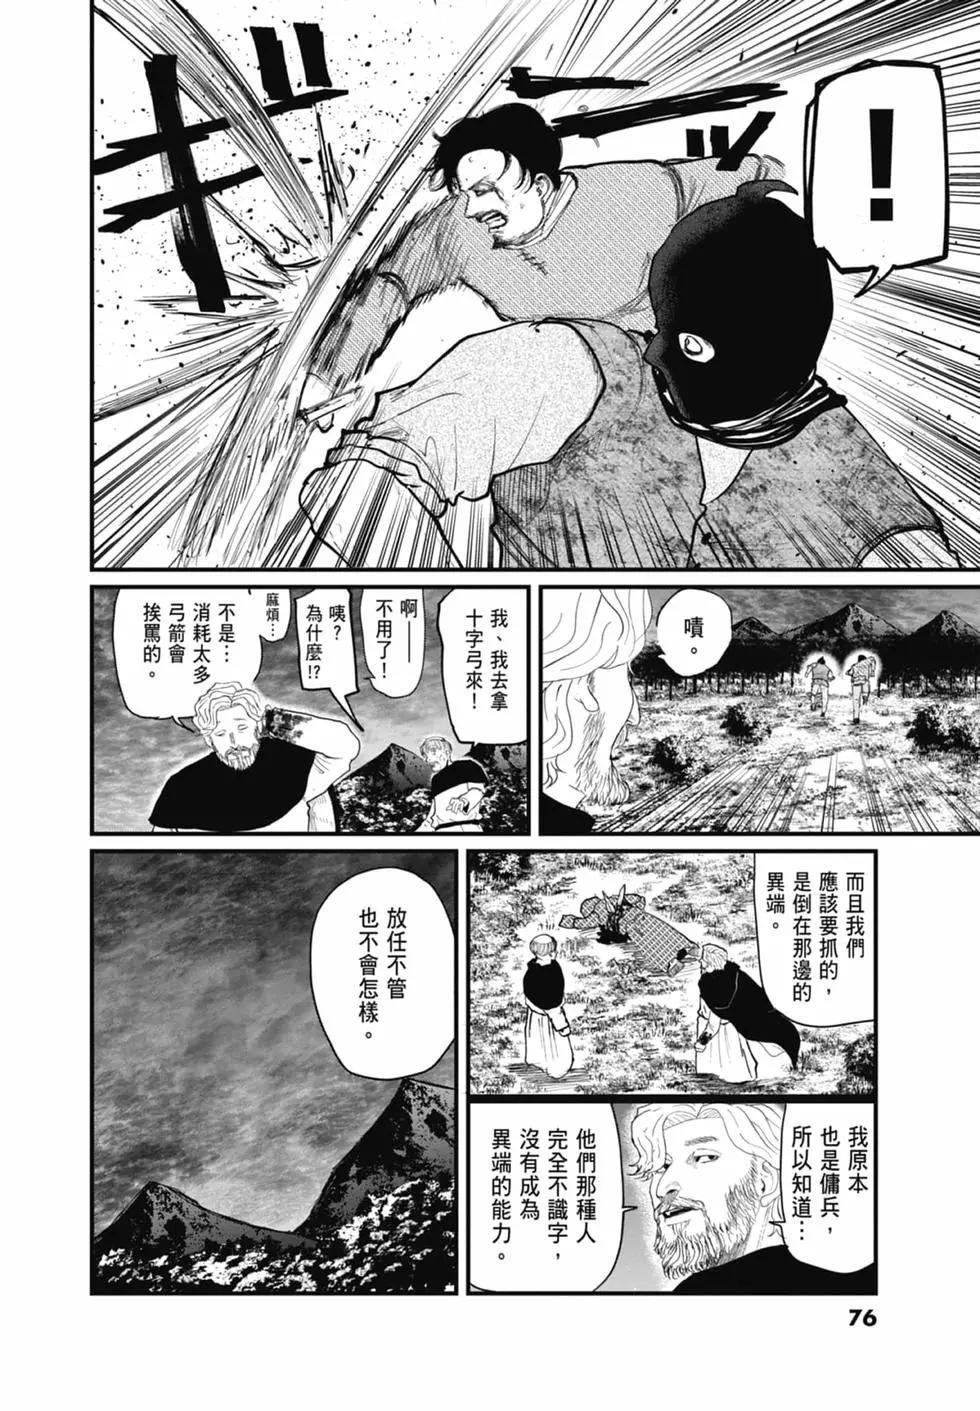 ！
ギギッ
嘖。
我、我去拿
十字弓來！
啊──
不用了！
咦？
為什麼!?
麻煩…
不是…
消耗太多
弓箭會
挨罵的。
而且我們
應該要抓的，
是倒在那邊的
異端。
我原本
也是傭兵，
所以知道…
他們那種人
完全不識字，
沒有成為
異端的能力。
放任不管
也不會怎樣。
76